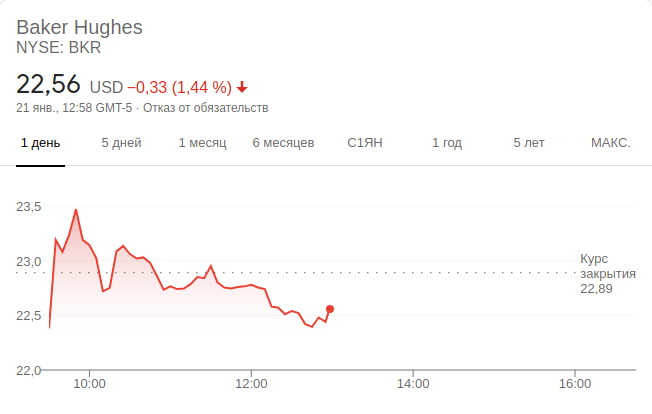 Baker Hughes
NYSE: BKR
22,56 USD −0,33 (1,44 %)
21 янв., 12:58 GMT-5 · Отказ от обязательств
1 день 5 дней 1 месяц 6 месяцев С1ЯН 1 год 5 лет МАКС.
23,5
23,0
22,5
22,0
Курс
закрытия
22,89
10:00 12:00 14:00 16:00